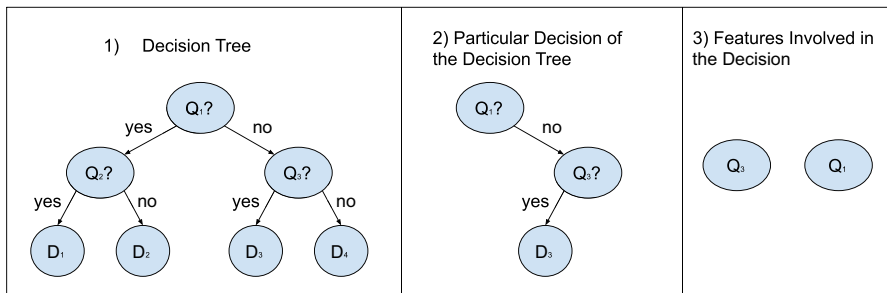 1) Decision Tree
Q₁?
yes
no
Q₂?
Q₃?
yes
no
yes
no
D₁
D₂
D₃
D₄
2) Particular Decision of
the Decision Tree
Q₁?
no
Q₃?
yes
D₃
3) Features Involved in
the Decision
Q₃
Q₁